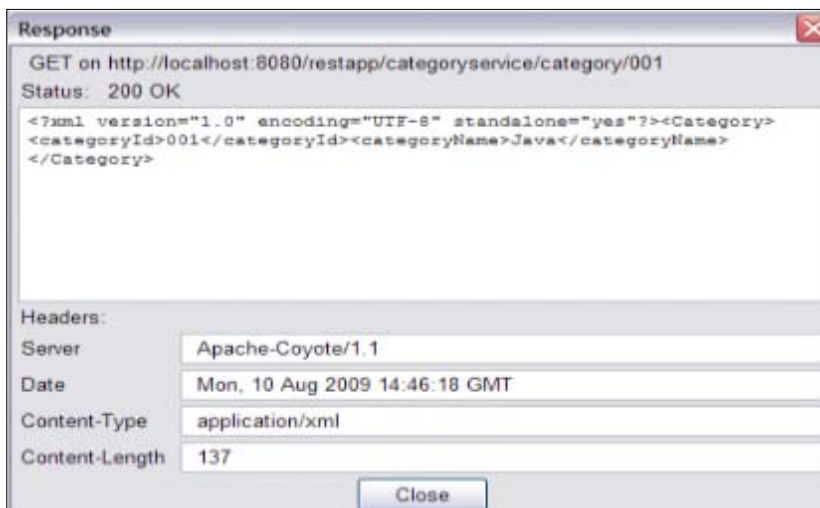 Response
GET on http://localhost:8080/restapp/categoryservice/category/001
Status: 200 OK
<?xml version="1.0" encoding="UTF-8" standalone="yes"?><Category>
<categoryId>001</categoryId><categoryName>Java</categoryName>
</Category>
Headers:
Server Apache-Coyote/1.1
Date Mon, 10 Aug 2009 14:46:18 GMT
Content-Type application/xml
Content-Length 137
Close